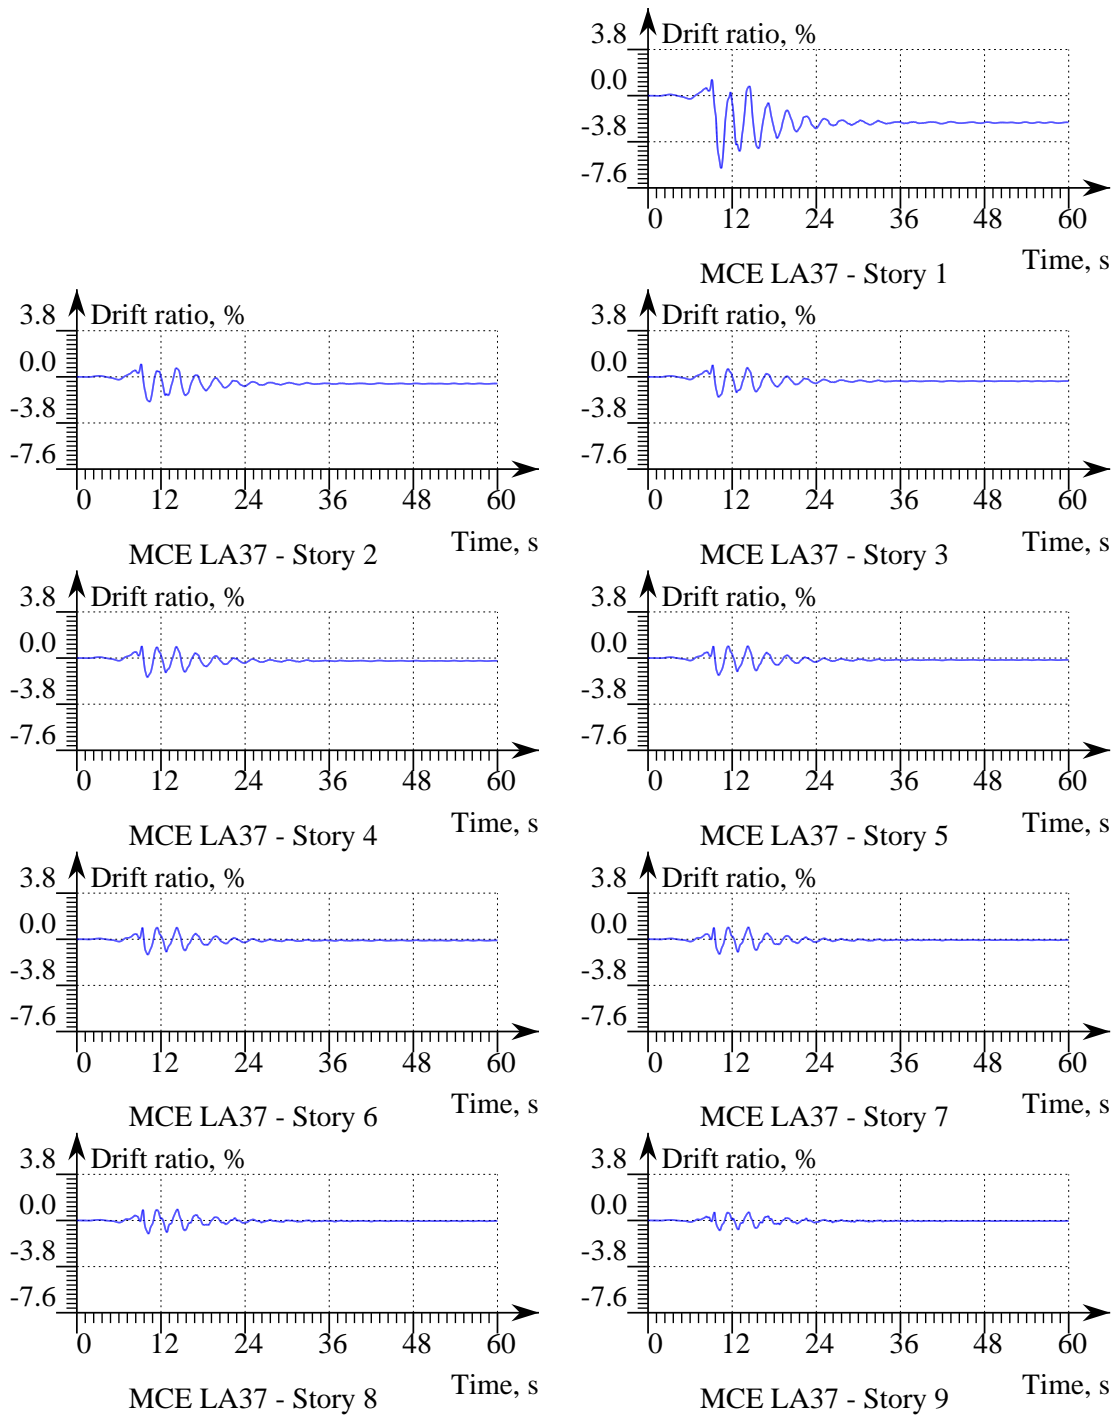 Drift ratio, %
3.8
0.0
-3.8
-7.6
0 12 24 36 48 60
Time, s
MCE LA37 - Story 1
Drift ratio, %
3.8
0.0
-3.8
-7.6
0 12 24 36 48 60
Time, s
MCE LA37 - Story 2
Drift ratio, %
3.8
0.0
-3.8
-7.6
0 12 24 36 48 60
Time, s
MCE LA37 - Story 3
Drift ratio, %
3.8
0.0
-3.8
-7.6
0 12 24 36 48 60
Time, s
MCE LA37 - Story 4
Drift ratio, %
3.8
0.0
-3.8
-7.6
0 12 24 36 48 60
Time, s
MCE LA37 - Story 5
Drift ratio, %
3.8
0.0
-3.8
-7.6
0 12 24 36 48 60
Time, s
MCE LA37 - Story 6
Drift ratio, %
3.8
0.0
-3.8
-7.6
0 12 24 36 48 60
Time, s
MCE LA37 - Story 7
Drift ratio, %
3.8
0.0
-3.8
-7.6
0 12 24 36 48 60
Time, s
MCE LA37 - Story 8
Drift ratio, %
3.8
0.0
-3.8
-7.6
0 12 24 36 48 60
Time, s
MCE LA37 - Story 9